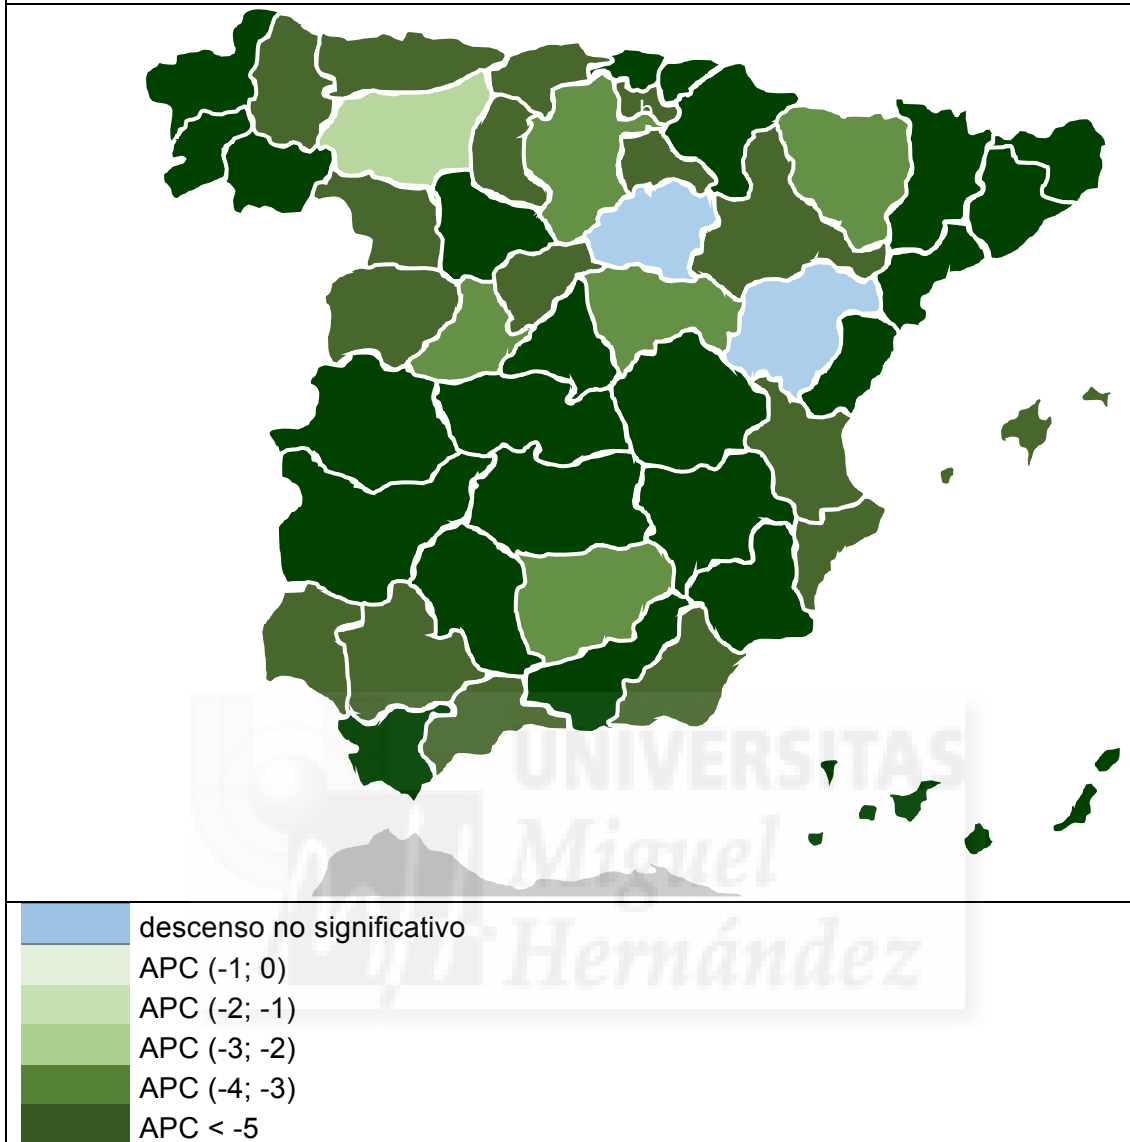 b
UNIVERSITAS
Miguel
Hernández
descenso no significativo
APC (-1; 0)
APC (-2; -1)
APC (-3; -2)
APC (-4; -3)
APC < -5